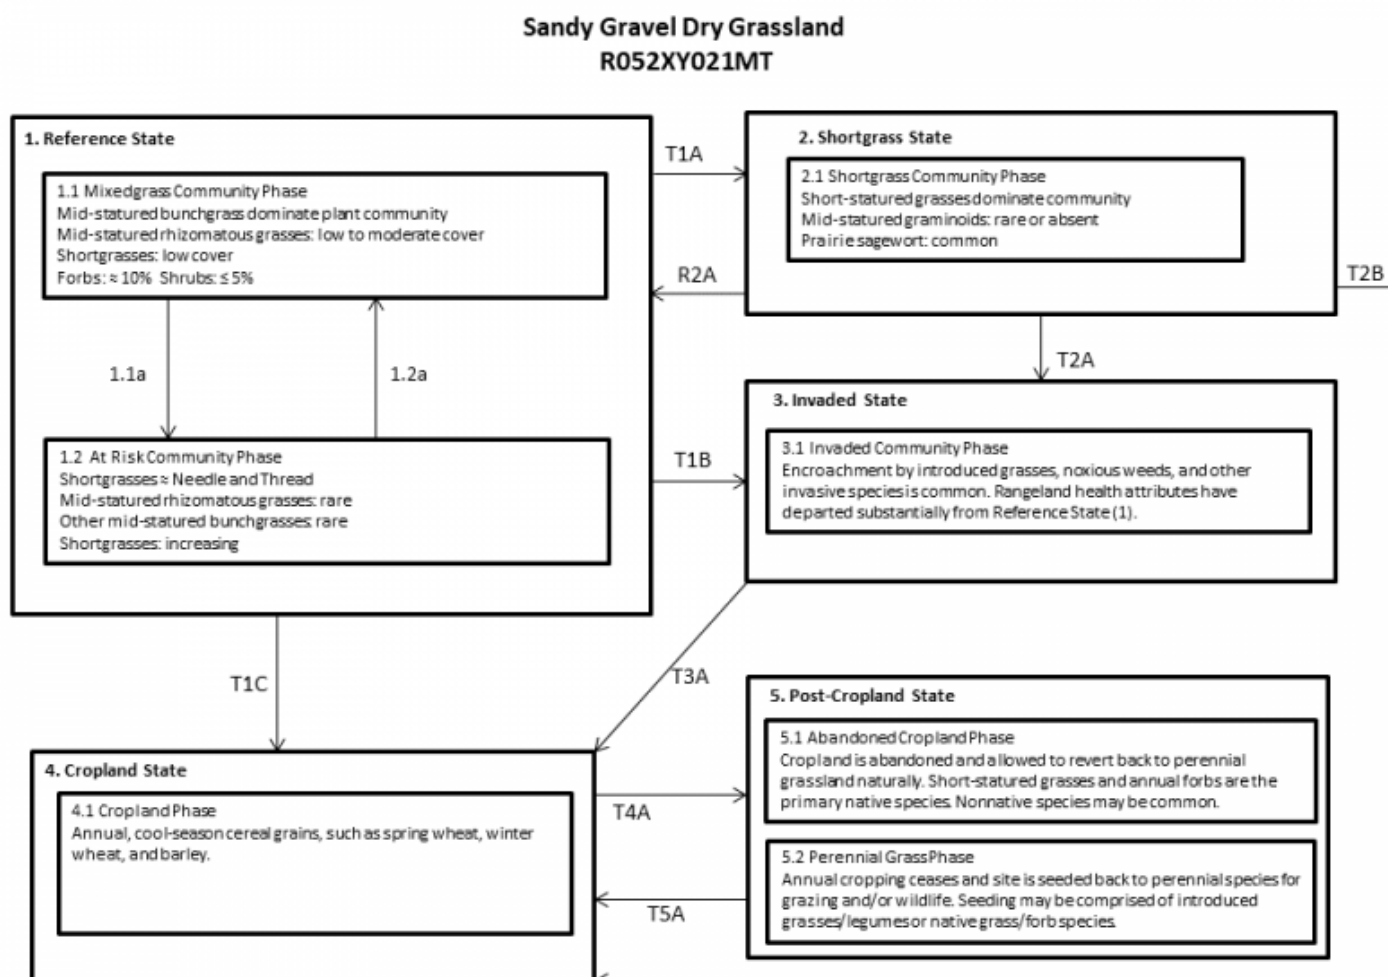 Sandy Gravel Dry Grassland
R052XY021MT
1. Reference State
1.1 Mixedgrass Community Phase
Mid-statured bunchgrass dominate plant community
Mid-statured rhizomatous grasses: low to moderate cover
Shortgrasses: low cover
Forbs: ≈ 10% Shrubs: ≤ 5%
1.1a
1.2a
1.2 At Risk Community Phase
Shortgrasses ≈ Needle and Thread
Mid-statured rhizomatous grasses: rare
Other mid-statured bunchgrasses: rare
Shortgrasses: increasing
T1A
R2A
T1B
2. Shortgrass State
2.1 Shortgrass Community Phase
Short-statured grasses dominate community
Mid-statured graminoids: rare or absent
Prairie sagewort: common
T2B
T2A
3. Invaded State
3.1 Invaded Community Phase
Encroachment by introduced grasses, noxious weeds, and other
invasive species is common. Rangeland health attributes have
departed substantially from Reference State (1).
T1C
T3A
4. Cropland State
4.1 Cropland Phase
Annual, cool-season cereal grains, such as spring wheat, winter
wheat, and barley.
T4A
T5A
5. Post-Cropland State
5.1 Abandoned Cropland Phase
Cropland is abandoned and allowed to revert back to perennial
grassland naturally. Short-statured grasses and annual forbs are the
primary native species. Nonnative species may be common.
5.2 Perennial Grass Phase
Annual cropping ceases and site is seeded back to perennial species for
grazing and/or wildlife. Seeding may be comprised of introduced
grasses/legumes or native grass/forb species.